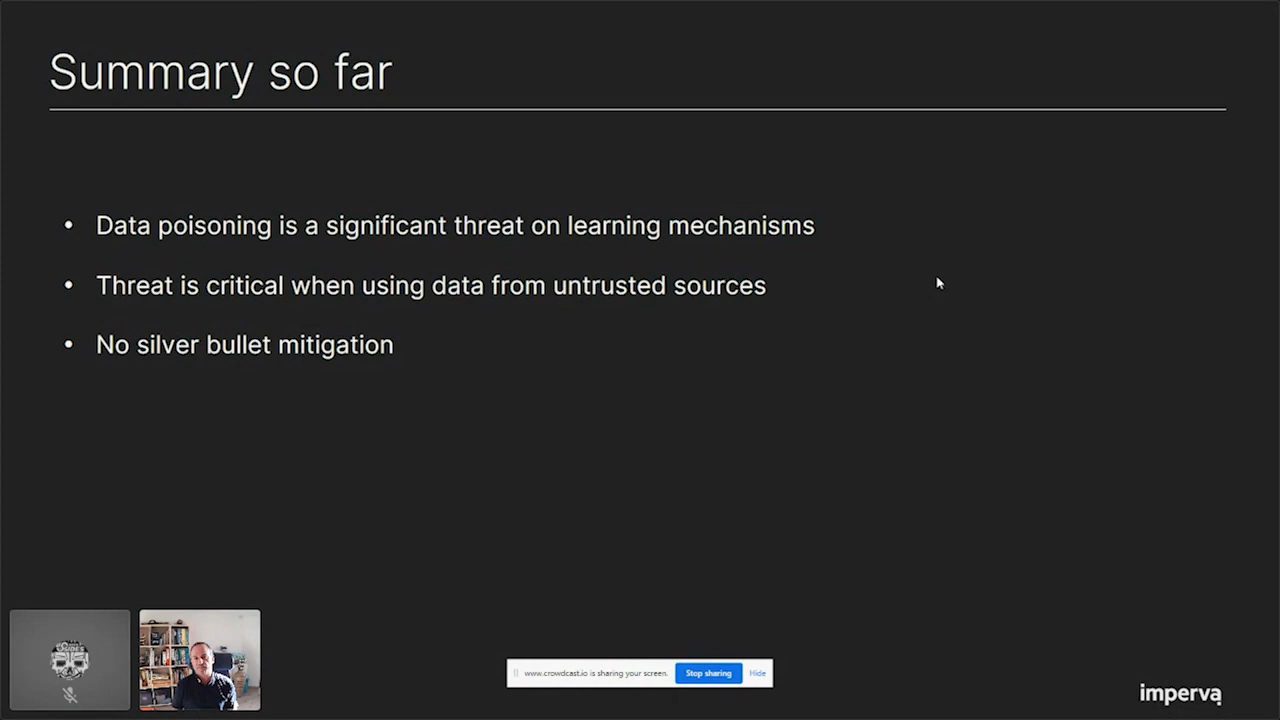 Summary so far
• Data poisoning is a significant threat on learning mechanisms
• Threat is critical when using data from untrusted sources
• No silver bullet mitigation
SIDES
www.crowdcast.io is sharing your screen. Stop sharing Hide
imperva